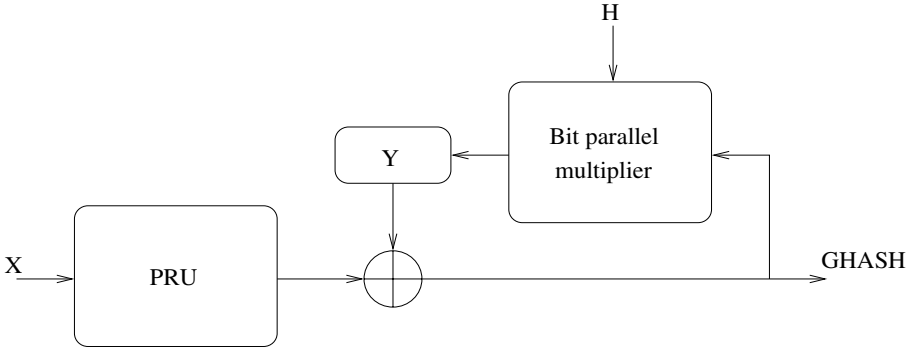 H
Bit parallel
multiplier
Y
X
PRU
GHASH